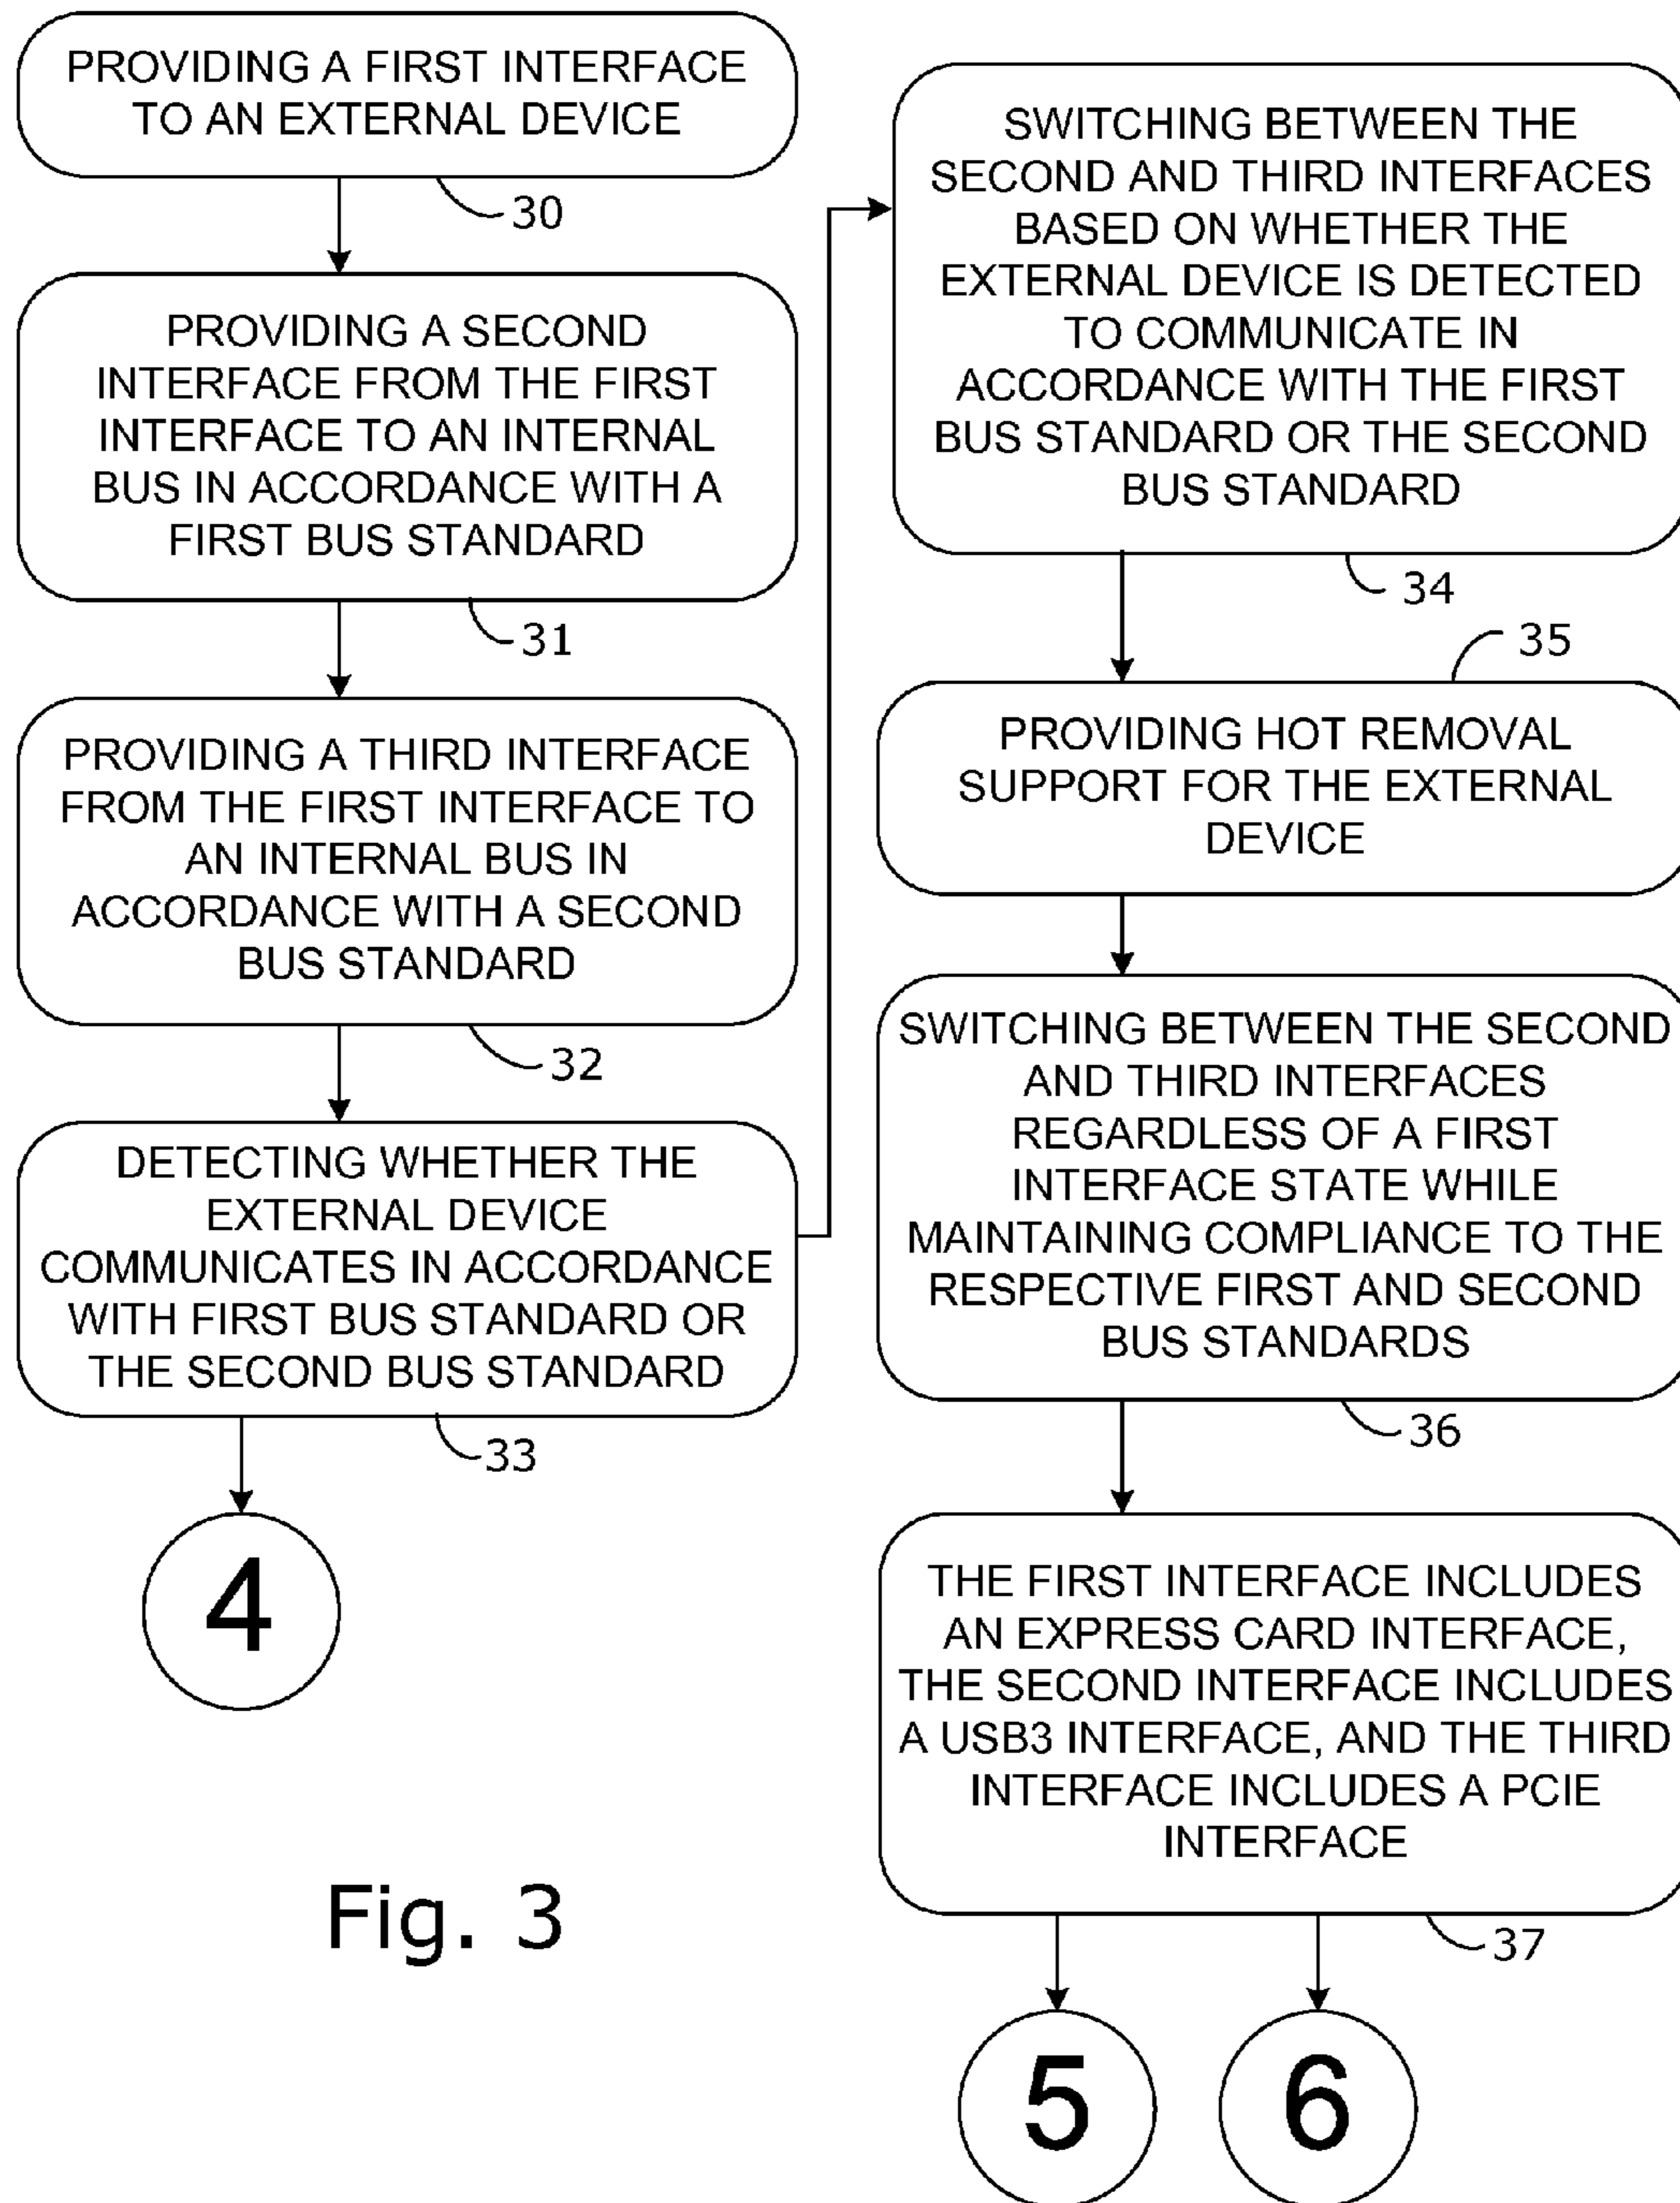 PROVIDING A FIRST INTERFACE
TO AN EXTERNAL DEVICE
30
PROVIDING A SECOND
INTERFACE FROM THE FIRST
INTERFACE TO AN INTERNAL
BUS IN ACCORDANCE WITH A
FIRST BUS STANDARD
31
PROVIDING A THIRD INTERFACE
FROM THE FIRST INTERFACE TO
AN INTERNAL BUS IN
ACCORDANCE WITH A SECOND
BUS STANDARD
32
DETECTING WHETHER THE
EXTERNAL DEVICE
COMMUNICATES IN ACCORDANCE
WITH FIRST BUS STANDARD OR
THE SECOND BUS STANDARD
33
4
SWITCHING BETWEEN THE
SECOND AND THIRD INTERFACES
BASED ON WHETHER THE
EXTERNAL DEVICE IS DETECTED
TO COMMUNICATE IN
ACCORDANCE WITH THE FIRST
BUS STANDARD OR THE SECOND
BUS STANDARD
34
35
PROVIDING HOT REMOVAL
SUPPORT FOR THE EXTERNAL
DEVICE
SWITCHING BETWEEN THE SECOND
AND THIRD INTERFACES
REGARDLESS OF A FIRST
INTERFACE STATE WHILE
MAINTAINING COMPLIANCE TO THE
RESPECTIVE FIRST AND SECOND
BUS STANDARDS
36
THE FIRST INTERFACE INCLUDES
AN EXPRESS CARD INTERFACE,
THE SECOND INTERFACE INCLUDES
A USB3 INTERFACE, AND THE THIRD
INTERFACE INCLUDES A PCIE
INTERFACE
37
5
6
Fig. 3